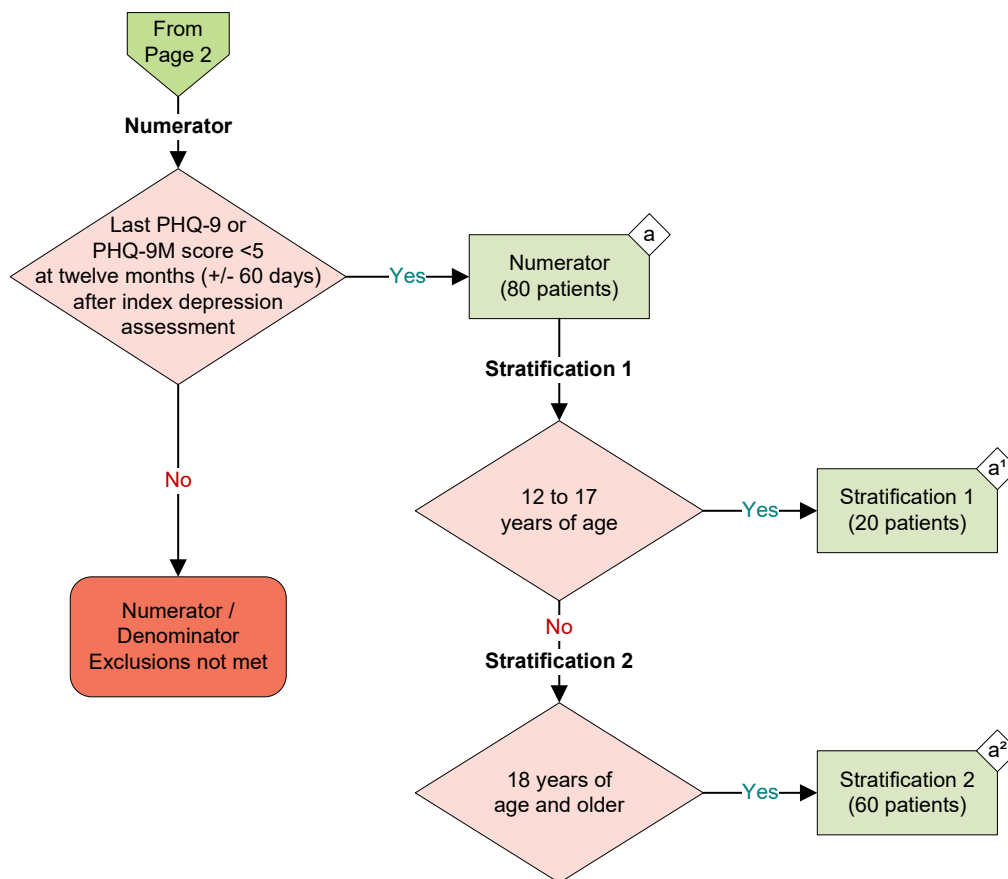 From
Page 2
Numerator
Last PHQ-9 or
PHQ-9M score <5
at twelve months (+/- 60 days)
after index depression
assessment
Yes
a
Numerator
(80 patients)
Stratification 1
No
12 to 17
years of age
Yes
a¹
Stratification 1
(20 patients)
Numerator /
Denominator
Exclusions not met
No
Stratification 2
18 years of
age and older
Yes
a²
Stratification 2
(60 patients)